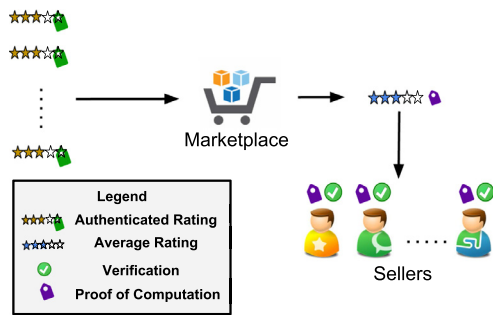 Marketplace
Legend
Authenticated Rating
Average Rating
Verification
Proof of Computation
Sellers